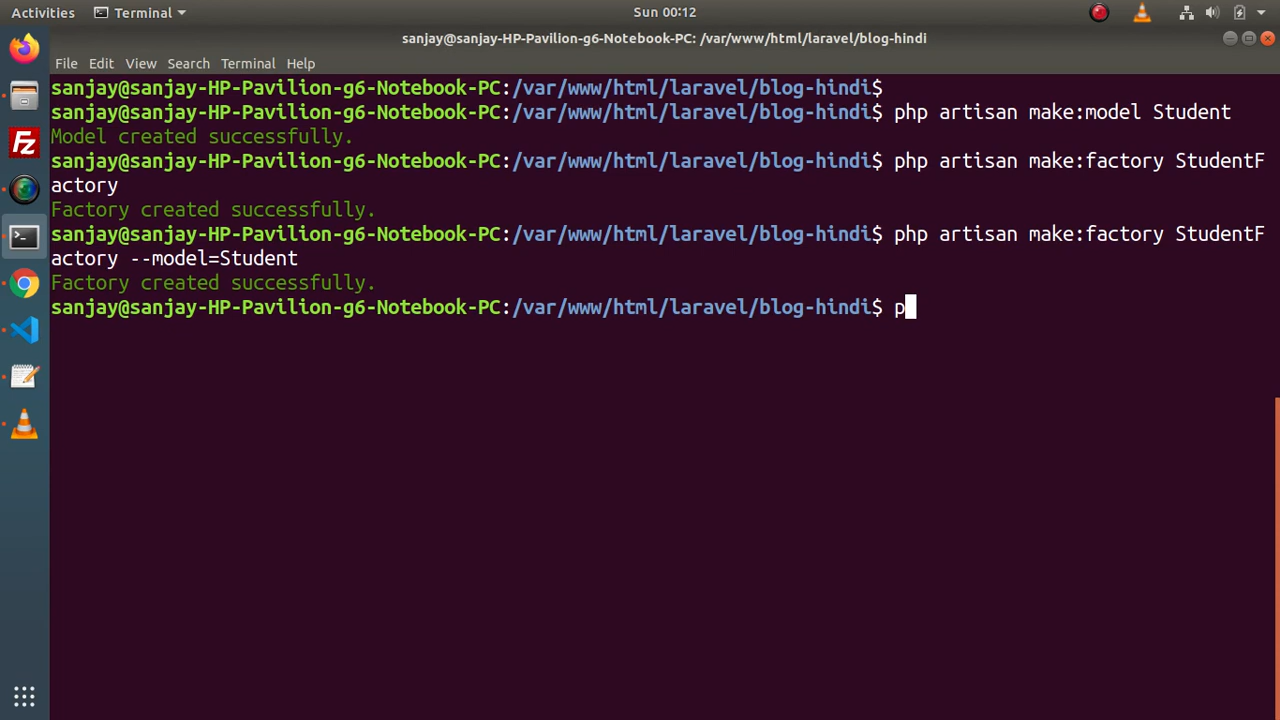 Activities Terminal Sun 00:12
sanjay@sanjay-HP-Pavilion-g6-Notebook-PC: /var/www/html/laravel/blog-hindi
File Edit View Search Terminal Help
sanjay@sanjay-HP-Pavilion-g6-Notebook-PC:/var/www/html/laravel/blog-hindi$
sanjay@sanjay-HP-Pavilion-g6-Notebook-PC:/var/www/html/laravel/blog-hindi$ php artisan make:model Student
Model created successfully.
sanjay@sanjay-HP-Pavilion-g6-Notebook-PC:/var/www/html/laravel/blog-hindi$ php artisan make:factory StudentF
actory
Factory created successfully.
sanjay@sanjay-HP-Pavilion-g6-Notebook-PC:/var/www/html/laravel/blog-hindi$ php artisan make:factory StudentF
actory --model=Student
Factory created successfully.
sanjay@sanjay-HP-Pavilion-g6-Notebook-PC:/var/www/html/laravel/blog-hindi$ p